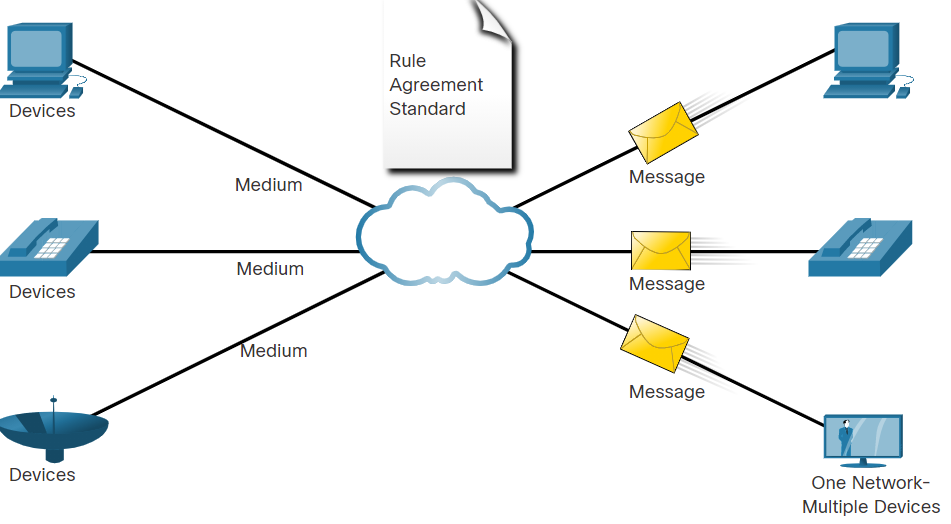 Rule
Agreement
Standard
Devices
Medium
Message
Medium
Devices
Message
Medium
Message
Devices
One Network-
Multiple Devices